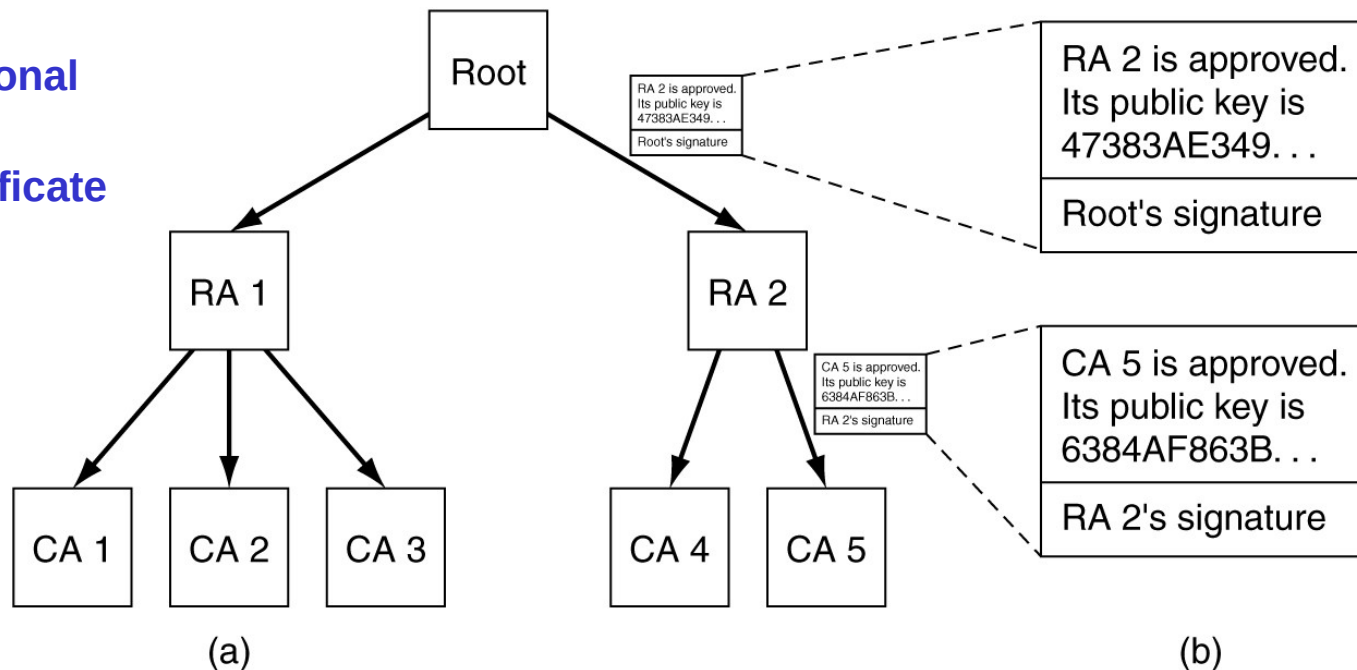 onal
ficate
Root
RA 2 is approved.
Its public key is
47383AE349. . .
Root's signature
RA 2 is approved.
Its public key is
47383AE349. . .
Root's signature
RA 1
RA 2
CA 5 is approved.
Its public key is
6384AF863B. . .
RA 2's signature
CA 5 is approved.
Its public key is
6384AF863B. . .
RA 2's signature
CA 1
CA 2
CA 3
CA 4
CA 5
(a)
(b)